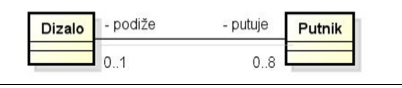 Dizalo
- podiže
- putuje
Putnik
0..1
0..8